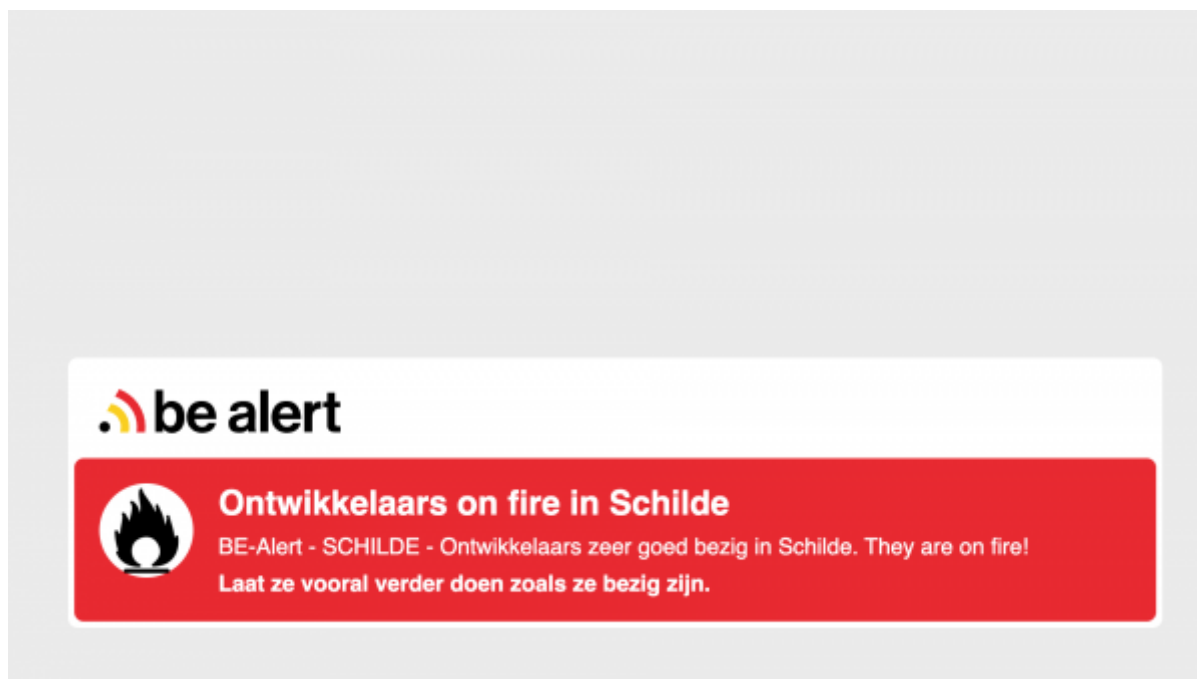 be alert
Ontwikkelaars on fire in Schilde
BE-Alert - SCHILDE - Ontwikkelaars zeer goed bezig in Schilde. They are on fire!
Laat ze vooral verder doen zoals ze bezig zijn.